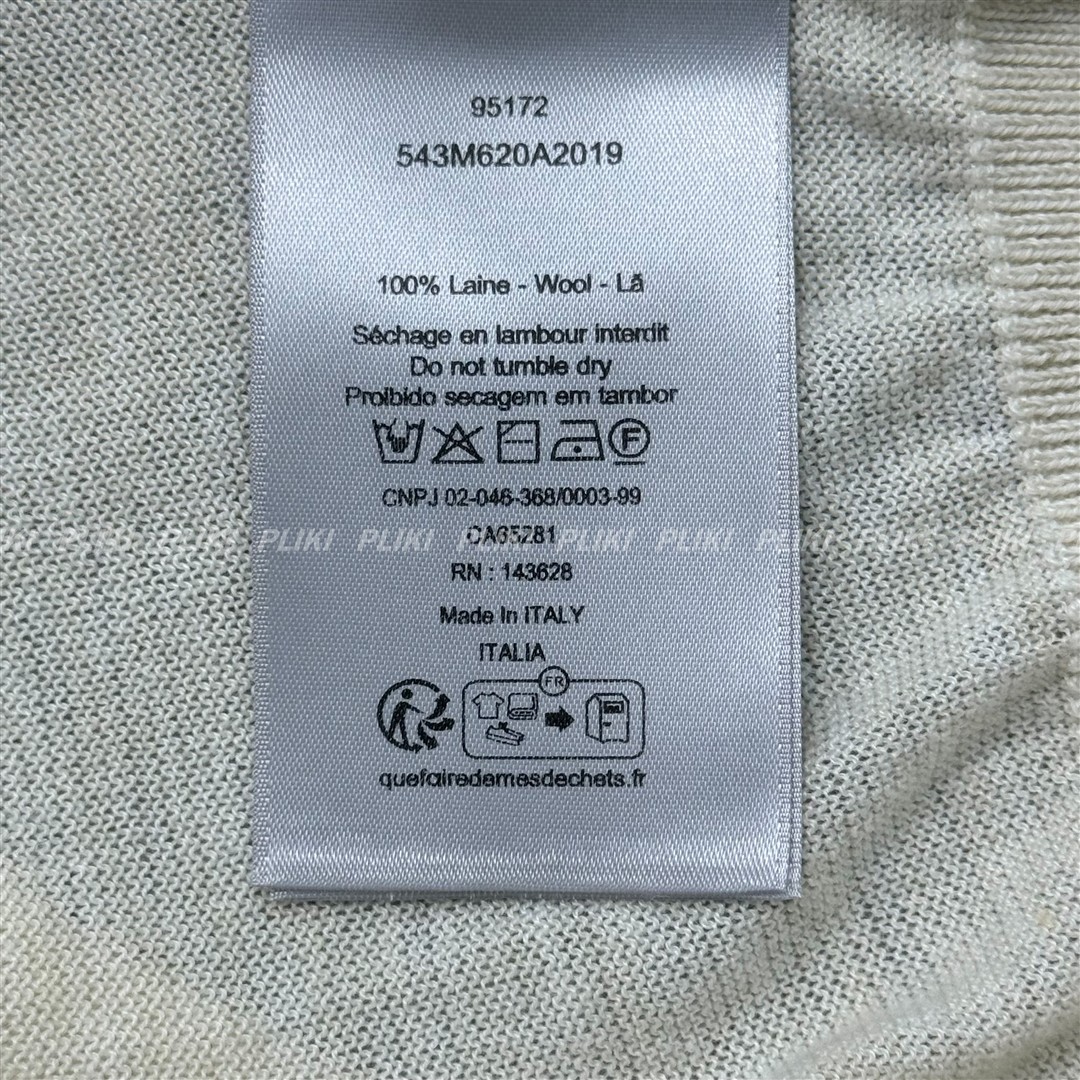 95172
543M620A2019
100% Laine - Wool - Lã
Séchage en tambour interdit
Do not tumble dry
Proibido secagem em tambor
F
CNPJ 02-046-368/0003-99
CA65281
PLIKI PLIKI PLIKI PLIKI PLIKI
RN : 143628
Made In ITALY
ITALIA
FR
quefairedemesdechets.fr